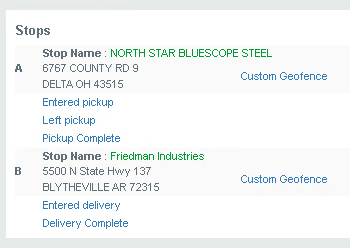 Stops
Stop Name : NORTH STAR BLUESCOPE STEEL
A 6767 COUNTY RD 9
Custom Geofence
DELTA OH 43515
Entered pickup
Left pickup
Pickup Complete
Stop Name : Friedman Industries
B 5500 N State Hwy 137
Custom Geofence
BLYTHEVILLE AR 72315
Entered delivery
Delivery Complete